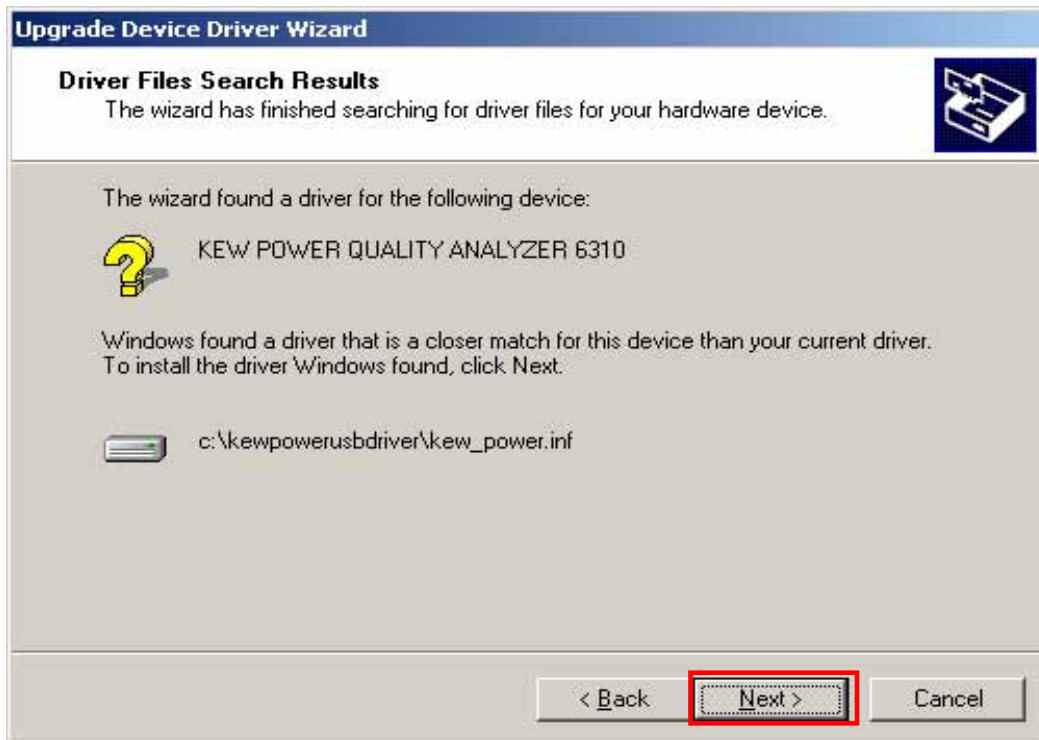 Upgrade Device Driver Wizard
Driver Files Search Results
The wizard has finished searching for driver files for your hardware device.
The wizard found a driver for the following device:
KEW POWER QUALITY ANALYZER 6310
Windows found a driver that is a closer match for this device than your current driver.
To install the driver Windows found, click Next.
c:\kewpowerusbdriver\kew_power.inf
< Back Next > Cancel